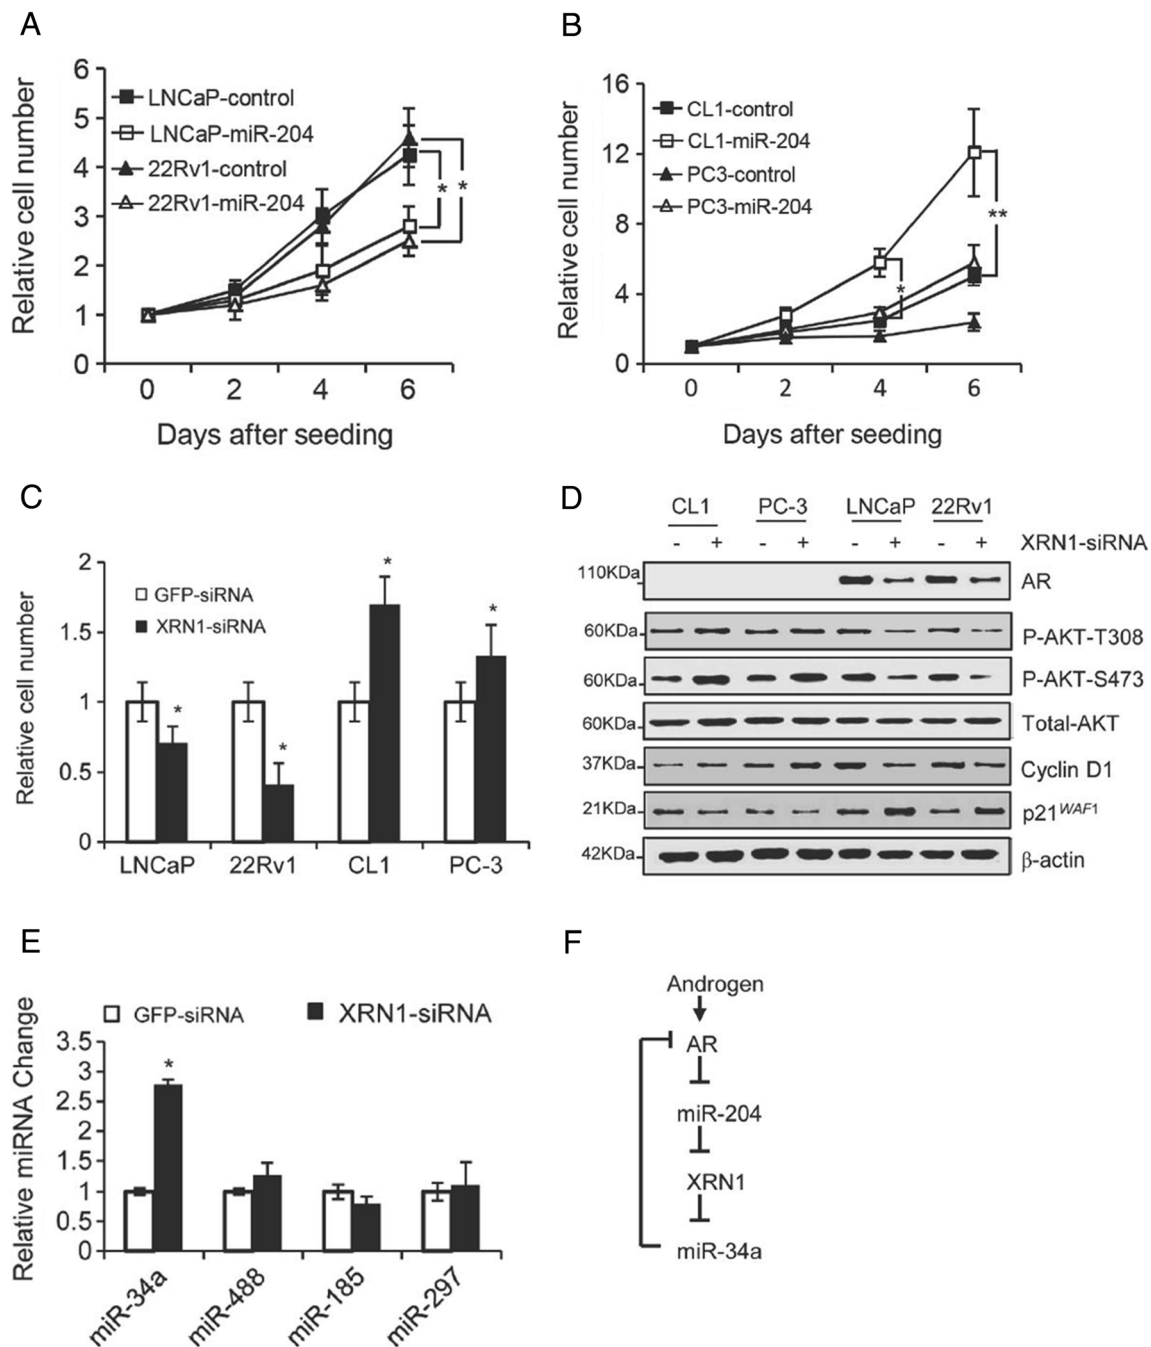 A
Relative cell number
6
5
4
3
2
1
0
LNCaP-control
LNCaP-miR-204
22Rv1-control
22Rv1-miR-204
*
*
0 2 4 6
Days after seeding
B
Relative cell number
16
12
8
4
0
CL1-control
CL1-miR-204
PC3-control
PC3-miR-204
**
*
0 2 4 6
Days after seeding
C
Relative cell number
2
1.5
1
0.5
0
GFP-siRNA
XRN1-siRNA
* * * *
LNCaP 22Rv1 CL1 PC-3
D
CL1 PC-3 LNCaP 22Rv1
- + - + - + - + XRN1-siRNA
110KDa AR
60KDa P-AKT-T308
60KDa P-AKT-S473
60KDa Total-AKT
37KDa Cyclin D1
21KDa p21WAF1
42KDa β-actin
E
Relative miRNA Change
GFP-siRNA XRN1-siRNA
3.5
3
2.5
2
1.5
1
0.5
0
*
miR-34a miR-488 miR-185 miR-297
F
Androgen
AR
miR-204
XRN1
miR-34a